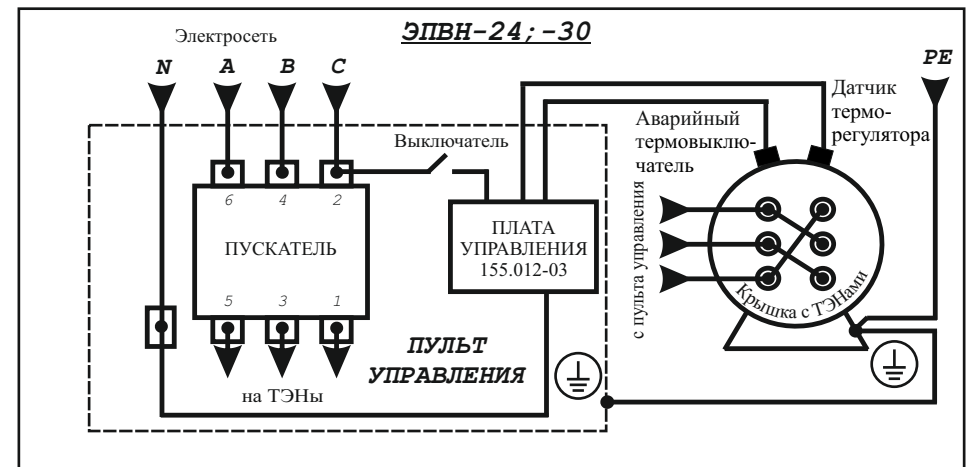 ЭПВН-24;-30
Электросеть
N
A
B
C
PE
Датчик
термо-
регулятора
Аварийный
термовыклю-
чатель
Выключатель
6
4
2
ПУСКАТЕЛЬ
5
3
1
на ТЭНы
ПЛАТА
УПРАВЛЕНИЯ
155.012-03
ПУЛЬТ
УПРАВЛЕНИЯ
с пульта управления
Крышка с ТЭНами